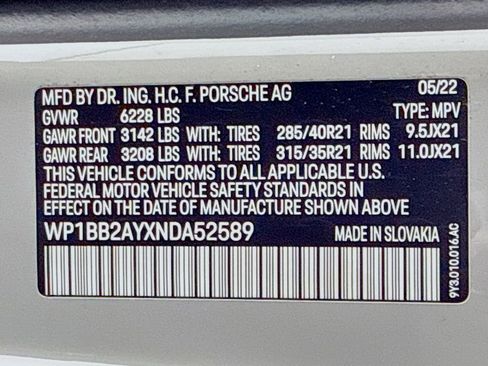 MFD BY DR. ING. H.C. F. PORSCHE AG 05/22
GVWR 6228 LBS TYPE: MPV
GAWR FRONT 3142 LBS WITH: TIRES 285/40R21 RIMS 9.5JX21
GAWR REAR 3208 LBS WITH: TIRES 315/35R21 RIMS 11.0JX21
THIS VEHICLE CONFORMS TO ALL APPLICABLE U.S.
FEDERAL MOTOR VEHICLE SAFETY STANDARDS IN
EFFECT ON THE DATE OF MANUFACTURE SHOWN ABOVE.
WP1BB2AYXNDA52589 MADE IN SLOVAKIA
9Y3.010.016.AC